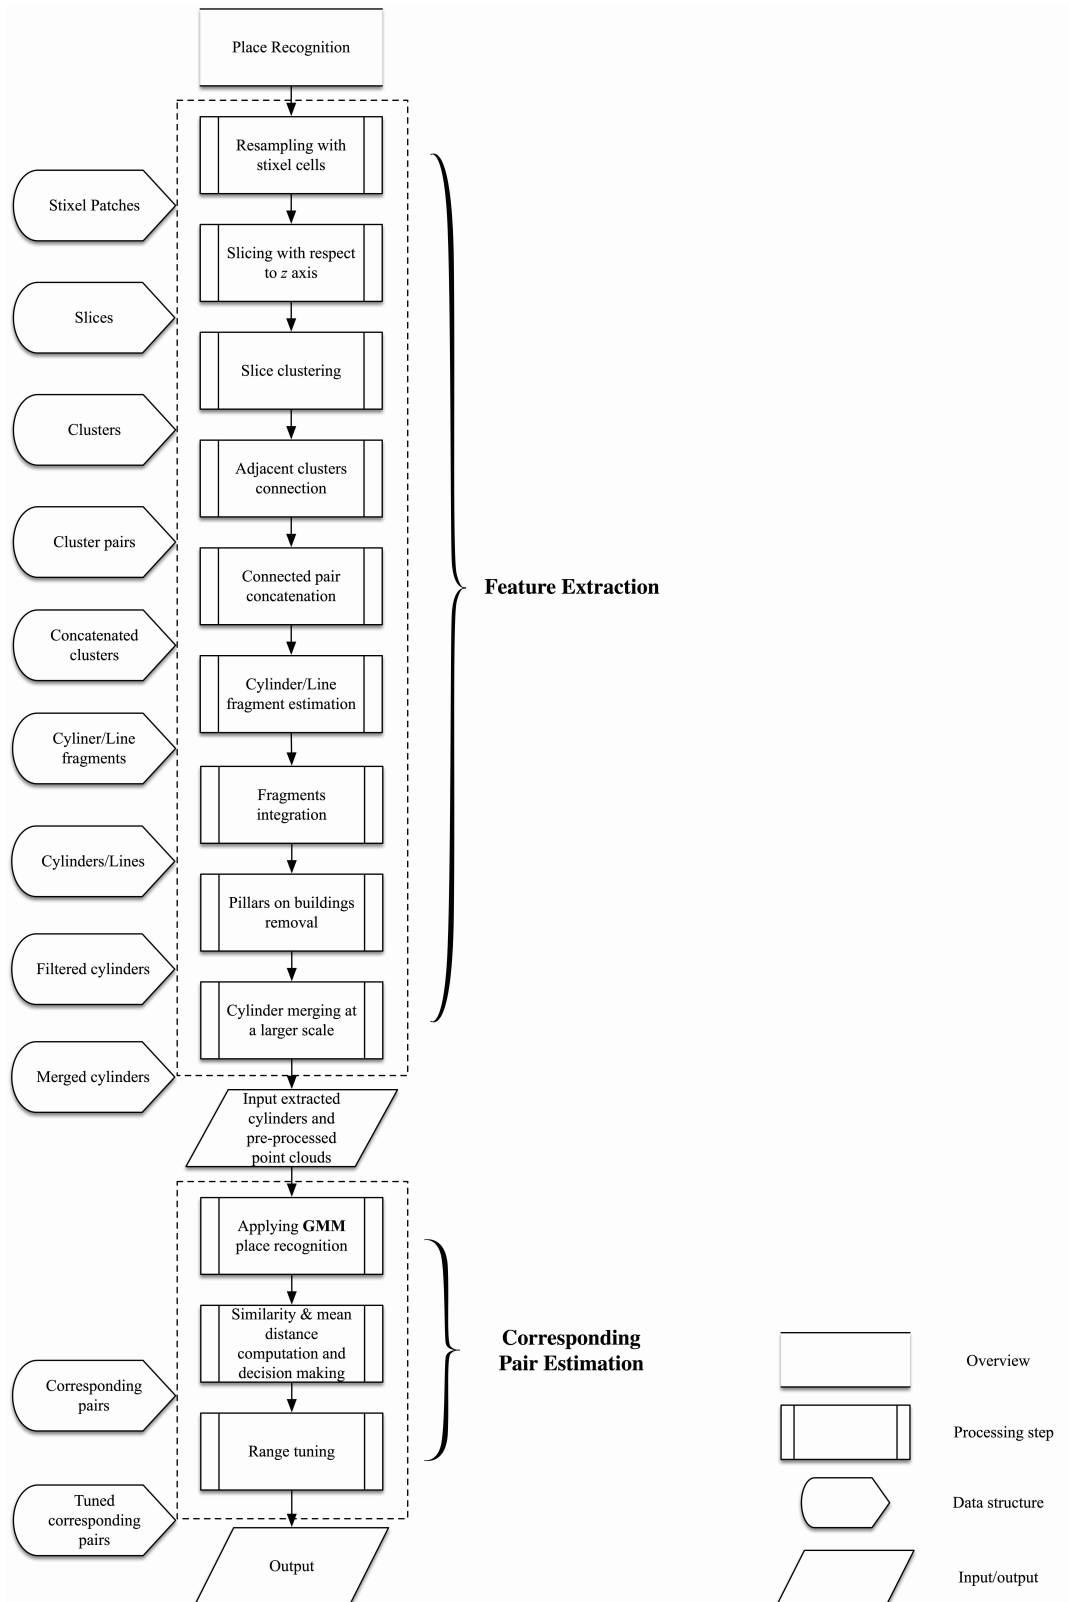 Place Recognition
Resampling with
stixel cells
Stixel Patches
Slicing with respect
to z axis
Slices
Slice clustering
Clusters
Adjacent clusters
connection
Cluster pairs
Connected pair
concatenation
Feature Extraction
Concatenated
clusters
Cylinder/Line
fragment estimation
Cyliner/Line
fragments
Fragments
integration
Cylinders/Lines
Pillars on buildings
removal
Filtered cylinders
Cylinder merging at
a larger scale
Merged cylinders
Input extracted
cylinders and
pre-processed
point clouds
Applying GMM
place recognition
Similarity & mean
distance
computation and
decision making
Corresponding
Pair Estimation
Corresponding
pairs
Range tuning
Tuned
corresponding
pairs
Output
Overview
Processing step
Data structure
Input/output